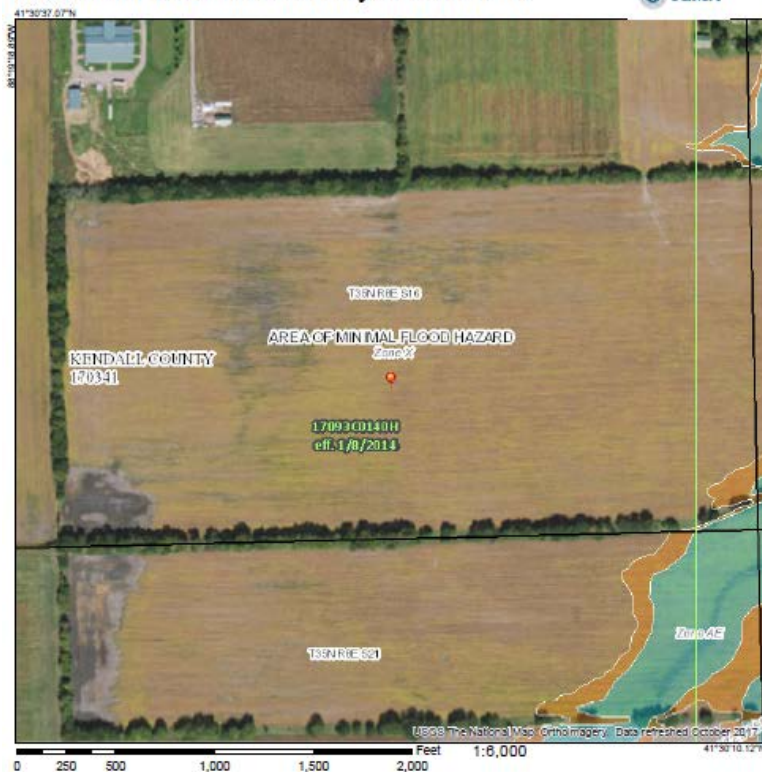 41°30'37.07"N
T35N R8E S16
AREA OF MINIMAL FLOOD HAZARD
Zone X
KENDALL COUNTY
170341
17093C0140H
eff. 1/8/2014
T35N R8E S21
Zone AE
USGS The National Map: Orthoimagery. Data refreshed October 2017.
0 250 500 1,000 1,500 2,000 Feet 1:6,000
41°30'10.12"N